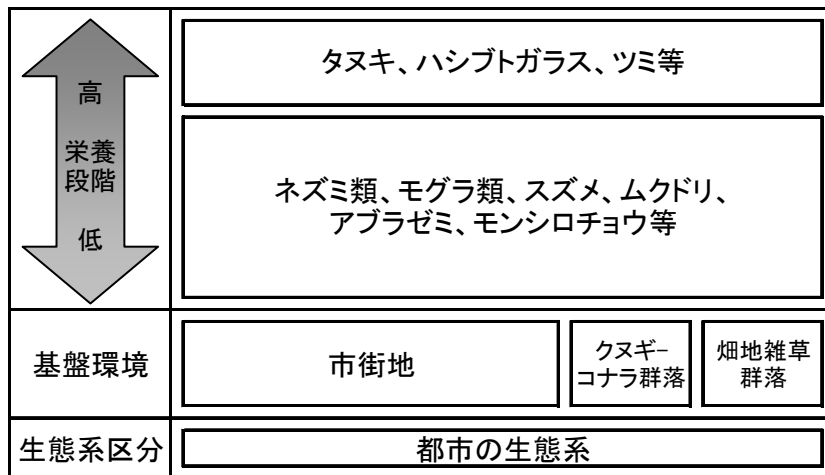 高
栄養
段階
低
タヌキ、ハシブトガラス、ツミ等
ネズミ類、モグラ類、スズメ、ムクドリ、
アブラゼミ、モンシロチョウ等
基盤環境
市街地
クヌギ−
コナラ群落
畑地雑草
群落
生態系区分
都市の生態系